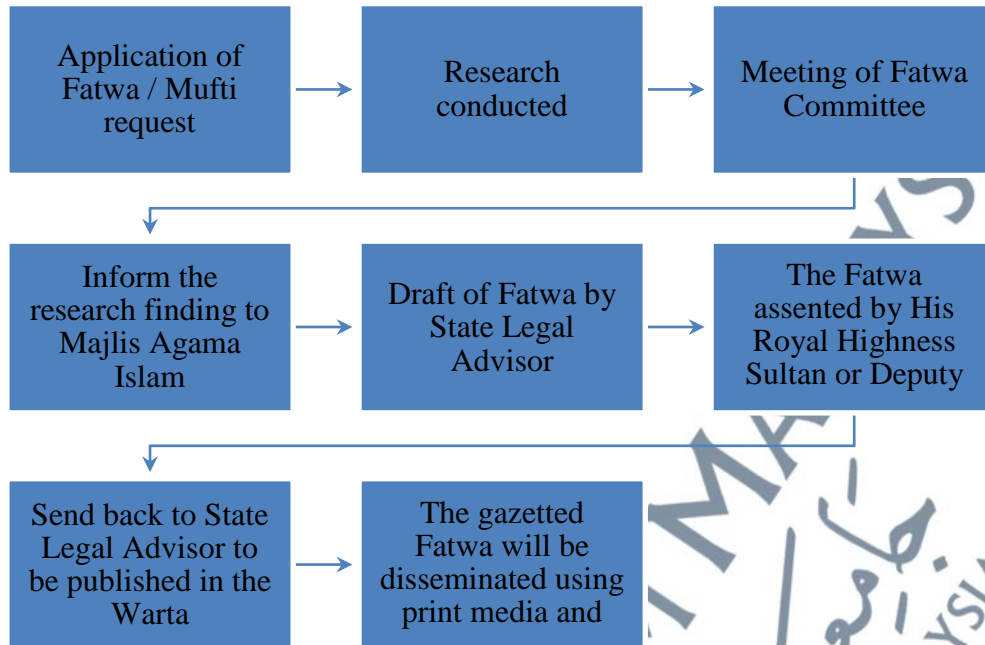 Application of
Fatwa / Mufti
request
Research
conducted
Meeting of Fatwa
Committee
Inform the
research finding to
Majlis Agama
Islam
Draft of Fatwa by
State Legal
Advisor
The Fatwa
assented by His
Royal Highness
Sultan or Deputy
Send back to State
Legal Advisor to
be published in the
Warta
The gazetted
Fatwa will be
disseminated using
print media and